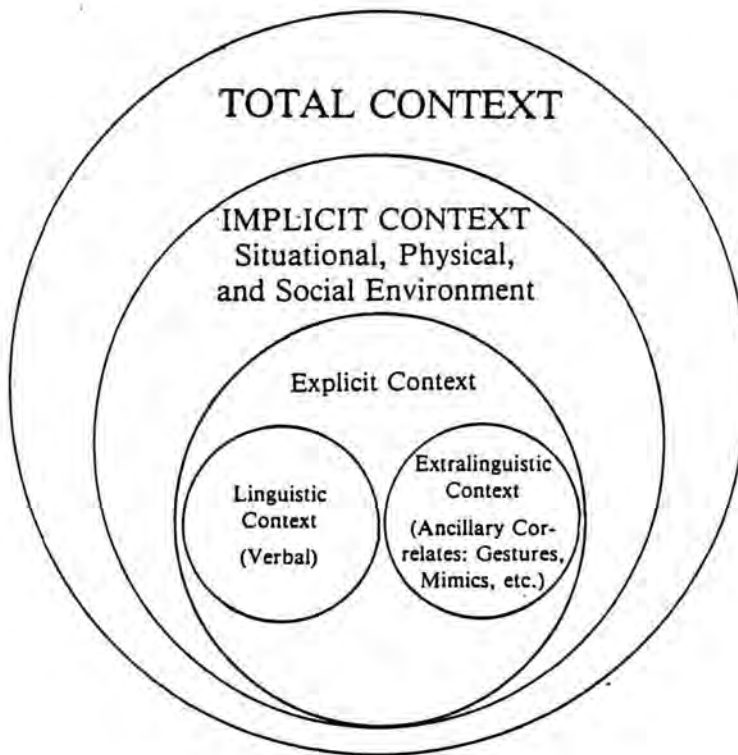 TOTAL CONTEXT
IMPLICIT CONTEXT
Situational, Physical,
and Social Environment
Explicit Context
Linguistic
Context
(Verbal)
Extralinguistic
Context
(Ancillary Cor-
relates: Gestures,
Mimics, etc.)